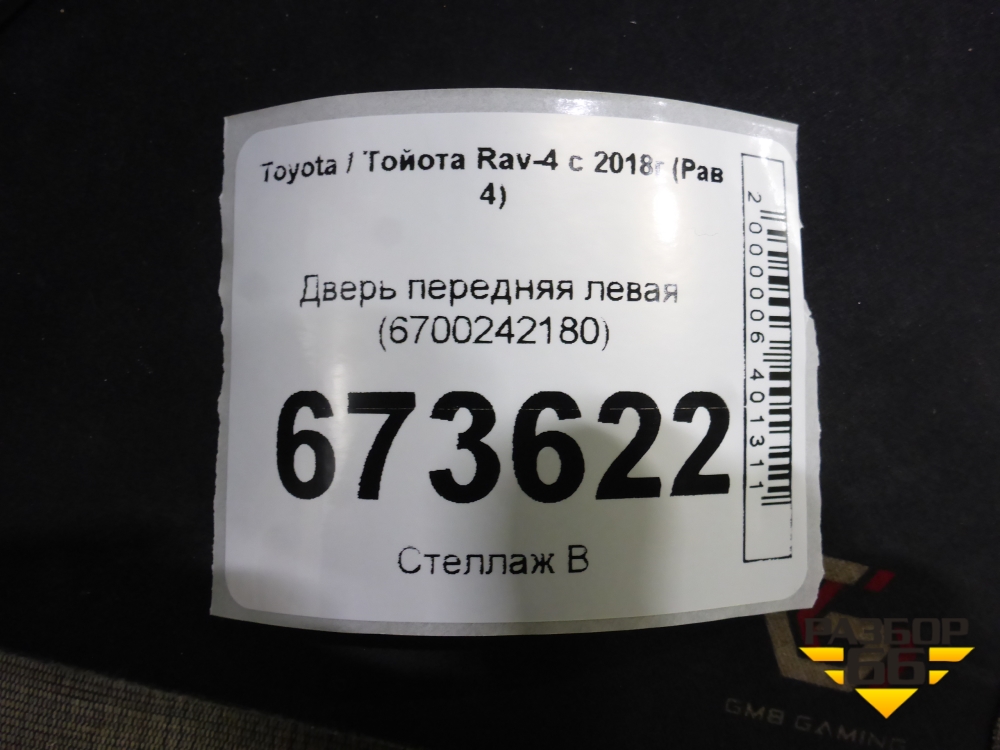 Toyota / Тойота Rav-4 с 2018г (Рав
4)
Дверь передняя левая
(6700242180)
673622
Стеллаж В
2000006401311
РАЗБОР
66
GMB GAMING